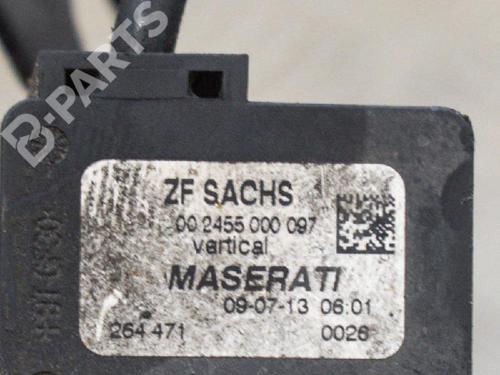 B-PARTS
ZF SACHS
00 2455 000 097
vertical
MASERATI
09-07-13 06:01
264 471 0026